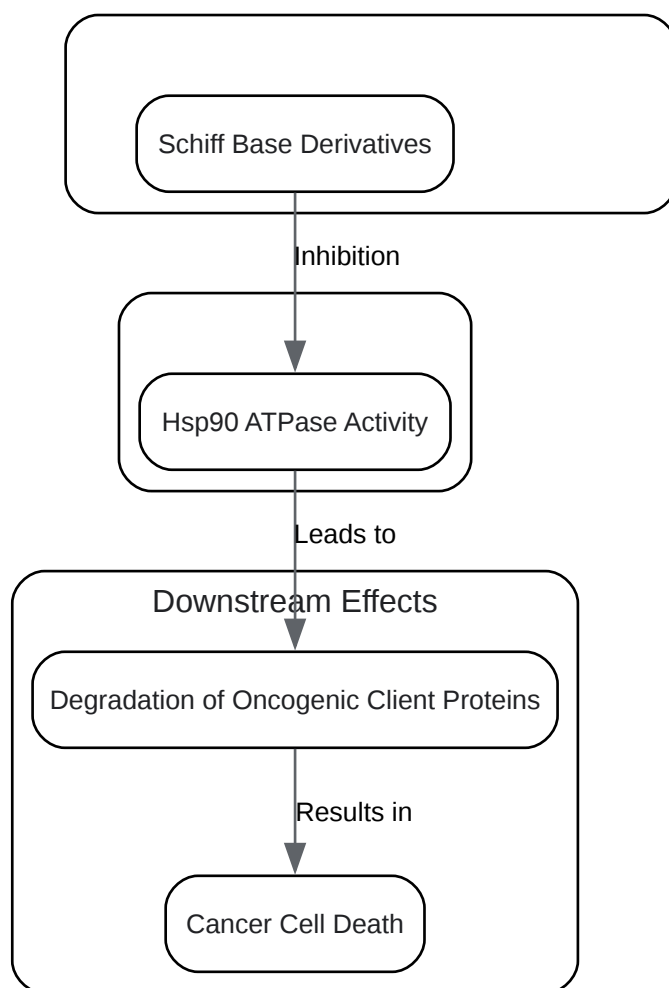 Schiff Base Derivatives
Inhibition
Hsp90 ATPase Activity
Leads to
Downstream Effects
Degradation of Oncogenic Client Proteins
Results in
Cancer Cell Death